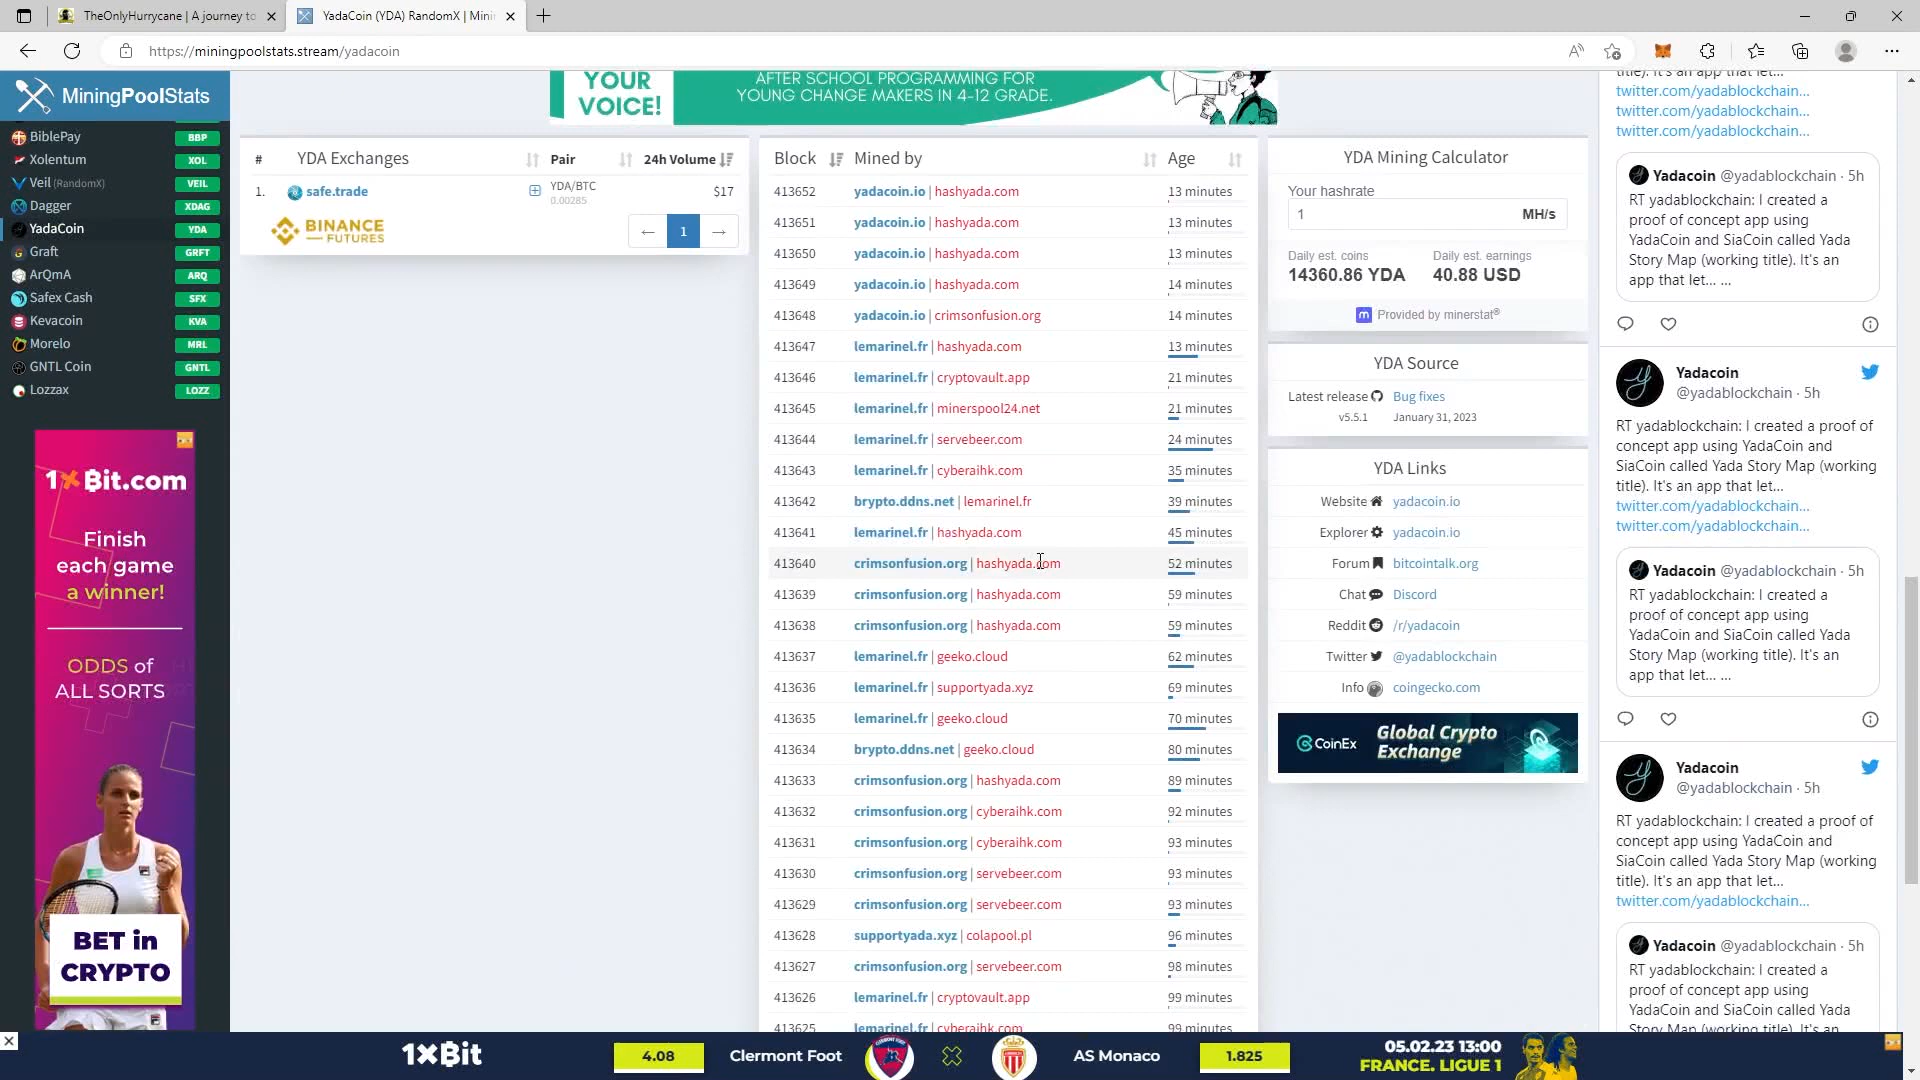 TheOnlyHurrycane | A journey to
YadaCoin (YDA) RandomX | Mini
https://miningpoolstats.stream/yadacoin
MiningPoolStats
BiblePay BBP
Xolentum XOL
Veil (RandomX) VEIL
Dagger XDAG
YadaCoin YDA
Graft GRFT
ArQmA ARQ
Safex Cash SFX
Kevacoin KVA
Morelo MRL
GNTL Coin GNTL
Lozzax LOZZ
1xBit.com
Finish
each game
a winner!
ODDS of
ALL SORTS
BET in
CRYPTO
YOUR
VOICE!
AFTER SCHOOL PROGRAMMING FOR
YOUNG CHANGE MAKERS IN 4-12 GRADE.
# YDA Exchanges Pair 24h Volume
1. safe.trade YDA/BTC $17
0.00285
BINANCE
FUTURES
← 1 →
Block Mined by Age
413652 yadacoin.io | hashyada.com 13 minutes
413651 yadacoin.io | hashyada.com 13 minutes
413650 yadacoin.io | hashyada.com 13 minutes
413649 yadacoin.io | hashyada.com 14 minutes
413648 yadacoin.io | crimsonfusion.org 14 minutes
413647 lemarinel.fr | hashyada.com 13 minutes
413646 lemarinel.fr | cryptovault.app 21 minutes
413645 lemarinel.fr | minerspool24.net 21 minutes
413644 lemarinel.fr | servebeer.com 24 minutes
413643 lemarinel.fr | cyberaihk.com 35 minutes
413642 brypto.ddns.net | lemarinel.fr 39 minutes
413641 lemarinel.fr | hashyada.com 45 minutes
413640 crimsonfusion.org | hashyada.com 52 minutes
413639 crimsonfusion.org | hashyada.com 59 minutes
413638 crimsonfusion.org | hashyada.com 59 minutes
413637 lemarinel.fr | geeko.cloud 62 minutes
413636 lemarinel.fr | supportyada.xyz 69 minutes
413635 lemarinel.fr | geeko.cloud 70 minutes
413634 brypto.ddns.net | geeko.cloud 80 minutes
413633 crimsonfusion.org | hashyada.com 89 minutes
413632 crimsonfusion.org | cyberaihk.com 92 minutes
413631 crimsonfusion.org | cyberaihk.com 93 minutes
413630 crimsonfusion.org | servebeer.com 93 minutes
413629 crimsonfusion.org | servebeer.com 93 minutes
413628 supportyada.xyz | colapool.pl 96 minutes
413627 crimsonfusion.org | servebeer.com 98 minutes
413626 lemarinel.fr | cryptovault.app 99 minutes
413625 lemarinel.fr | cyberaihk.com 99 minutes
YDA Mining Calculator
Your hashrate
1 MH/s
Daily est. coins Daily est. earnings
14360.86 YDA 40.88 USD
m Provided by minerstat®
YDA Source
Latest release Bug fixes
v5.5.1 January 31, 2023
YDA Links
Website yadacoin.io
Explorer yadacoin.io
Forum bitcointalk.org
Chat Discord
Reddit /r/yadacoin
Twitter @yadablockchain
Info coingecko.com
CoinEx Global Crypto
Exchange
title). It's an app that let...
twitter.com/yadablockchain...
twitter.com/yadablockchain...
twitter.com/yadablockchain...
Yadacoin @yadablockchain · 5h
RT yadablockchain: I created a
proof of concept app using
YadaCoin and SiaCoin called Yada
Story Map (working title). It's an
app that let... ...
Yadacoin
@yadablockchain · 5h
RT yadablockchain: I created a proof of
concept app using YadaCoin and
SiaCoin called Yada Story Map (working
title). It's an app that let...
twitter.com/yadablockchain...
twitter.com/yadablockchain...
Yadacoin @yadablockchain · 5h
RT yadablockchain: I created a
proof of concept app using
YadaCoin and SiaCoin called Yada
Story Map (working title). It's an
app that let... ...
Yadacoin
@yadablockchain · 5h
RT yadablockchain: I created a proof of
concept app using YadaCoin and
SiaCoin called Yada Story Map (working
title). It's an app that let...
twitter.com/yadablockchain...
Yadacoin @yadablockchain · 5h
RT yadablockchain: I created a
proof of concept app using
YadaCoin and SiaCoin called Yada
Story Map (working title). It's an
1xBit 4.08 Clermont Foot AS Monaco 1.825
05.02.23 13:00
FRANCE. LIGUE 1